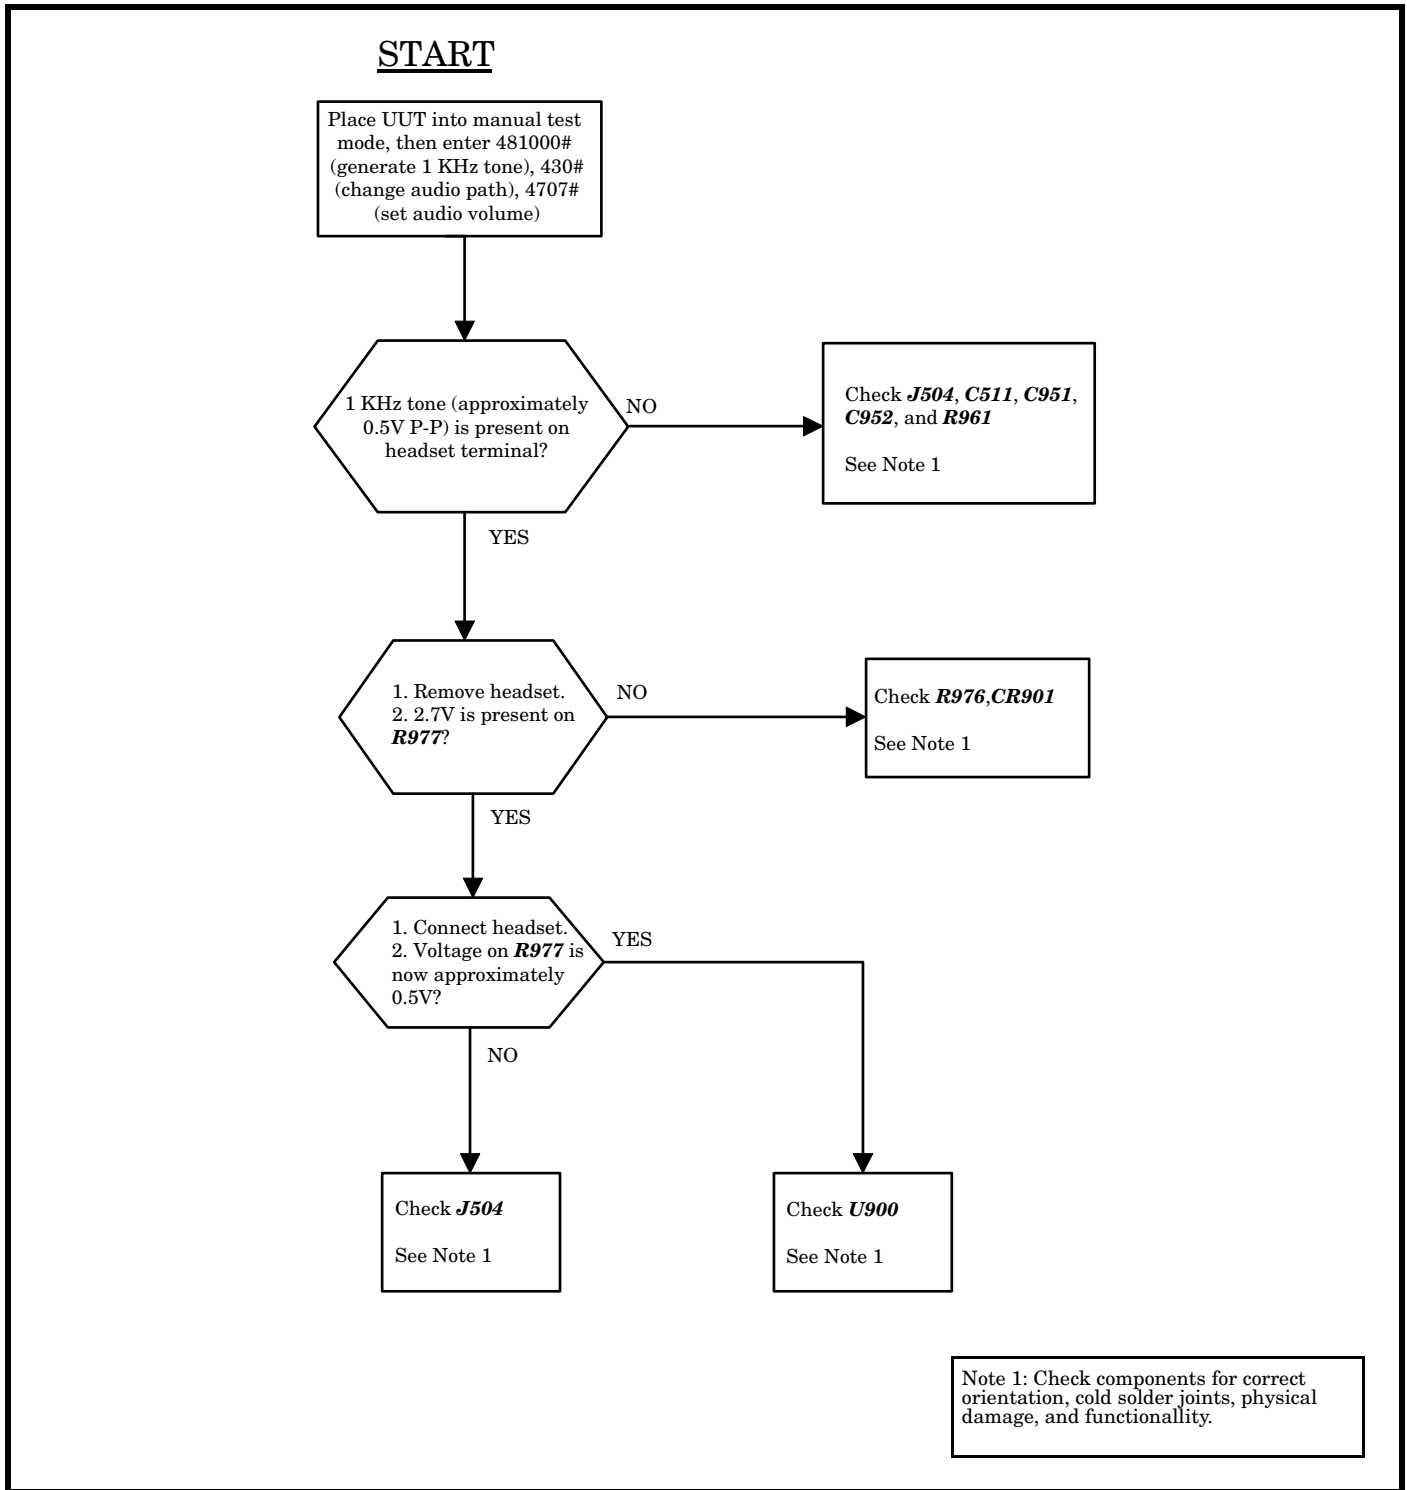 START
Place UUT into manual test
mode, then enter 481000#
(generate 1 KHz tone), 430#
(change audio path), 4707#
(set audio volume)
1 KHz tone (approximately
0.5V P-P) is present on
headset terminal?
NO
Check J504, C511, C951,
C952, and R961
See Note 1
YES
1. Remove headset.
2. 2.7V is present on
R977?
NO
Check R976,CR901
See Note 1
YES
1. Connect headset.
2. Voltage on R977 is
now approximately
0.5V?
YES
NO
Check J504
See Note 1
Check U900
See Note 1
Note 1: Check components for correct
orientation, cold solder joints, physical
damage, and functionallity.